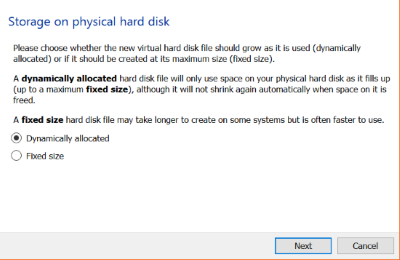 Storage on physical hard disk
Please choose whether the new virtual hard disk file should grow as it is used (dynamically
allocated) or if it should be created at its maximum size (fixed size).
A dynamically allocated hard disk file will only use space on your physical hard disk as it fills up
(up to a maximum fixed size), although it will not shrink again automatically when space on it is
freed.
A fixed size hard disk file may take longer to create on some systems but is often faster to use.
Dynamically allocated
Fixed size
Next Cancel